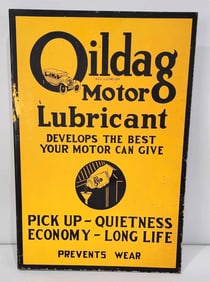 Oildag
Motor
Lubricant
DEVELOPS THE BEST
YOUR MOTOR CAN GIVE
PICK UP - QUIETNESS
ECONOMY - LONG LIFE
PREVENTS WEAR